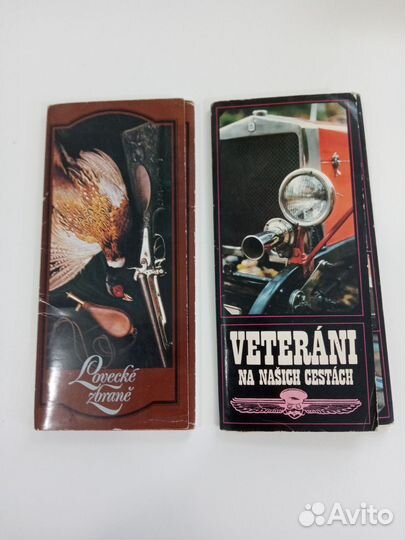 Lovecké
zbraně
VETERÁNI
NA NAŠICH CESTÁCH
Avito